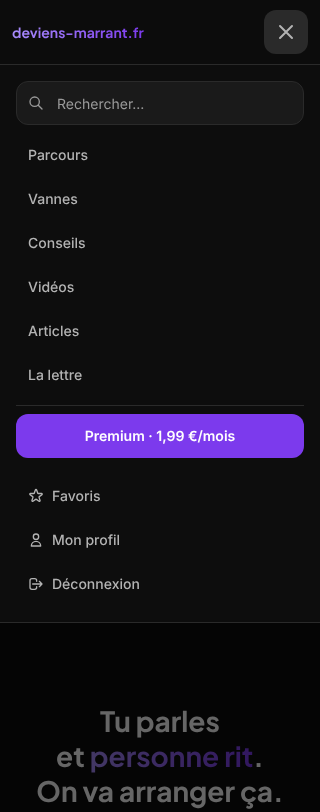 deviens-marrant.fr
Rechercher...
Parcours
Vannes
Conseils
Vidéos
Articles
La lettre
Premium · 1,99 €/mois
Favoris
Mon profil
Déconnexion
Tu parles
et personne rit.
On va arranger ça.